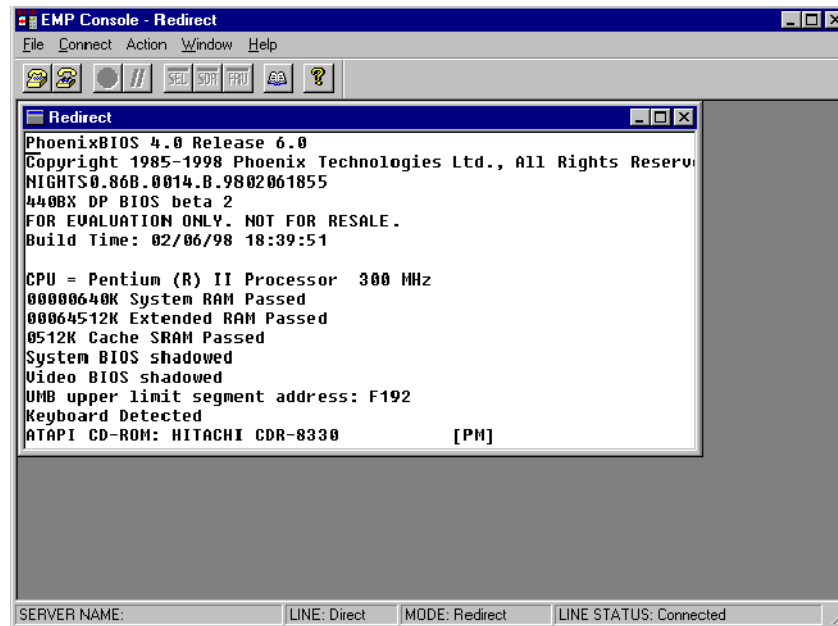 EMP Console - Redirect
File Connect Action Window Help
SEL SDR FRU
Redirect
PhoenixBIOS 4.0 Release 6.0
Copyright 1985-1998 Phoenix Technologies Ltd., All Rights Reserv
NIGHTS0.86B.0014.B.9802061855
440BX DP BIOS beta 2
FOR EVALUATION ONLY. NOT FOR RESALE.
Build Time: 02/06/98 18:39:51
CPU = Pentium (R) II Processor 300 MHz
00000640K System RAM Passed
00064512K Extended RAM Passed
0512K Cache SRAM Passed
System BIOS shadowed
Video BIOS shadowed
UMB upper limit segment address: F192
Keyboard Detected
ATAPI CD-ROM: HITACHI CDR-8330 [PM]
SERVER NAME: LINE: Direct MODE: Redirect LINE STATUS: Connected